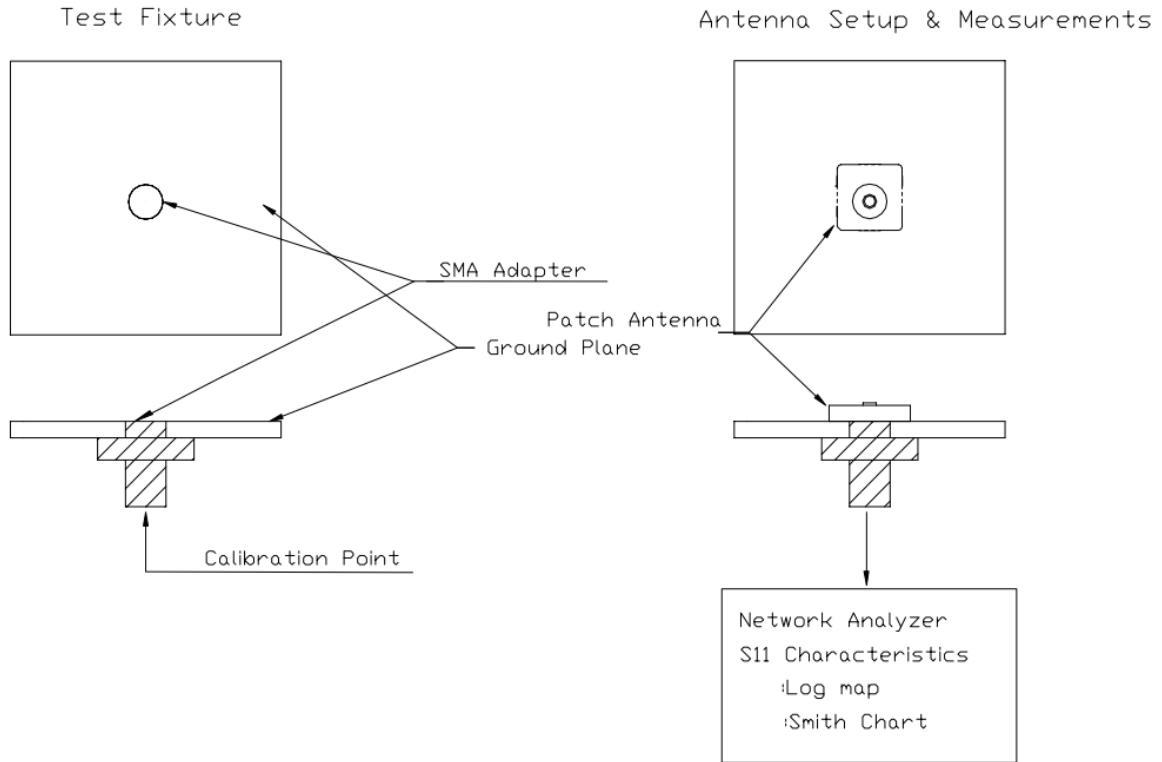 Test Fixture
Antenna Setup & Measurements
SMA Adapter
Patch Antenna
Ground Plane
Calibration Point
Network Analyzer
S11 Characteristics
:Log map
:Smith Chart